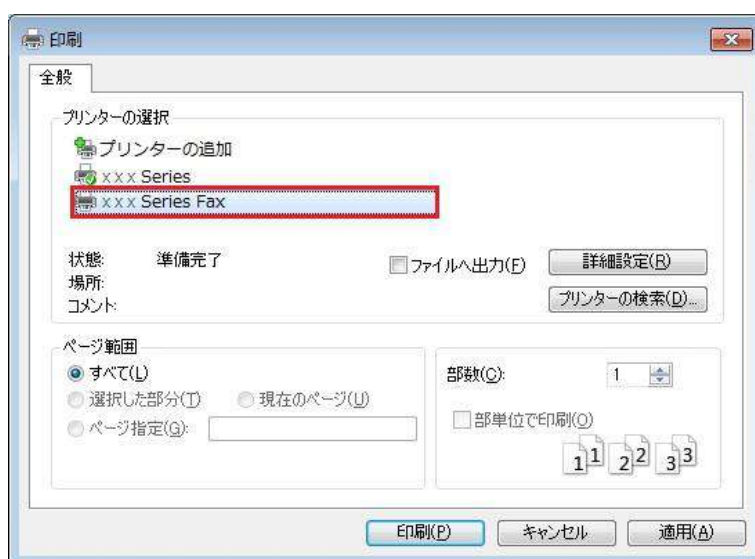 印刷
全般
プリンターの選択
プリンターの追加
xxx Series
xxx Series Fax
状態: 準備完了
ファイルへ出力(F)
詳細設定(R)
場所:
コメント:
プリンターの検索(D)...
ページ範囲
すべて(L)
選択した部分(T) 現在のページ(U)
ページ指定(G):
部数(C): 1
部単位で印刷(O)
1 1 2 2 3 3
印刷(P) キャンセル 適用(A)